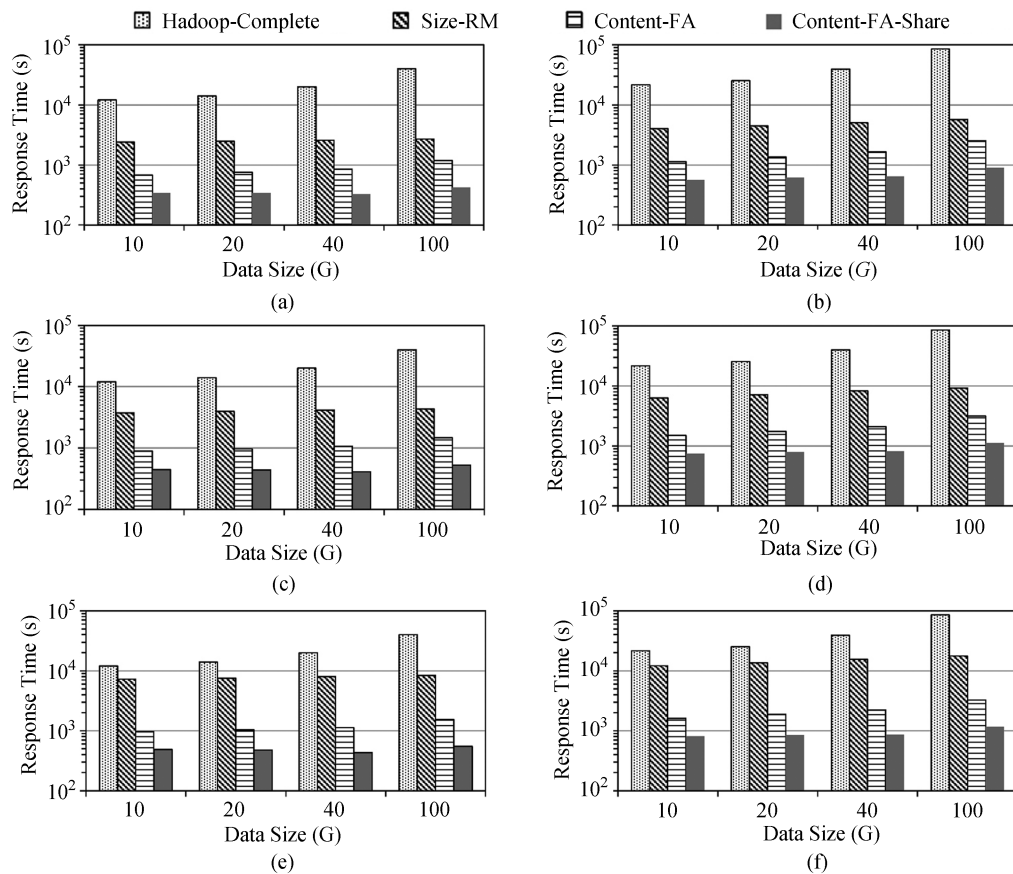 Hadoop-Complete Size-RM Content-FA Content-FA-Share
Response Time (s)
10^5
10^4
10^3
10^2
10 20 40 100
Data Size (G)
(a)
Response Time (s)
10^5
10^4
10^3
10^2
10 20 40 100
Data Size (G)
(b)
Response Time (s)
10^5
10^4
10^3
10^2
10 20 40 100
Data Size (G)
(c)
Response Time (s)
10^5
10^4
10^3
10^2
10 20 40 100
Data Size (G)
(d)
Response Time (s)
10^5
10^4
10^3
10^2
10 20 40 100
Data Size (G)
(e)
Response Time (s)
10^5
10^4
10^3
10^2
10 20 40 100
Data Size (G)
(f)